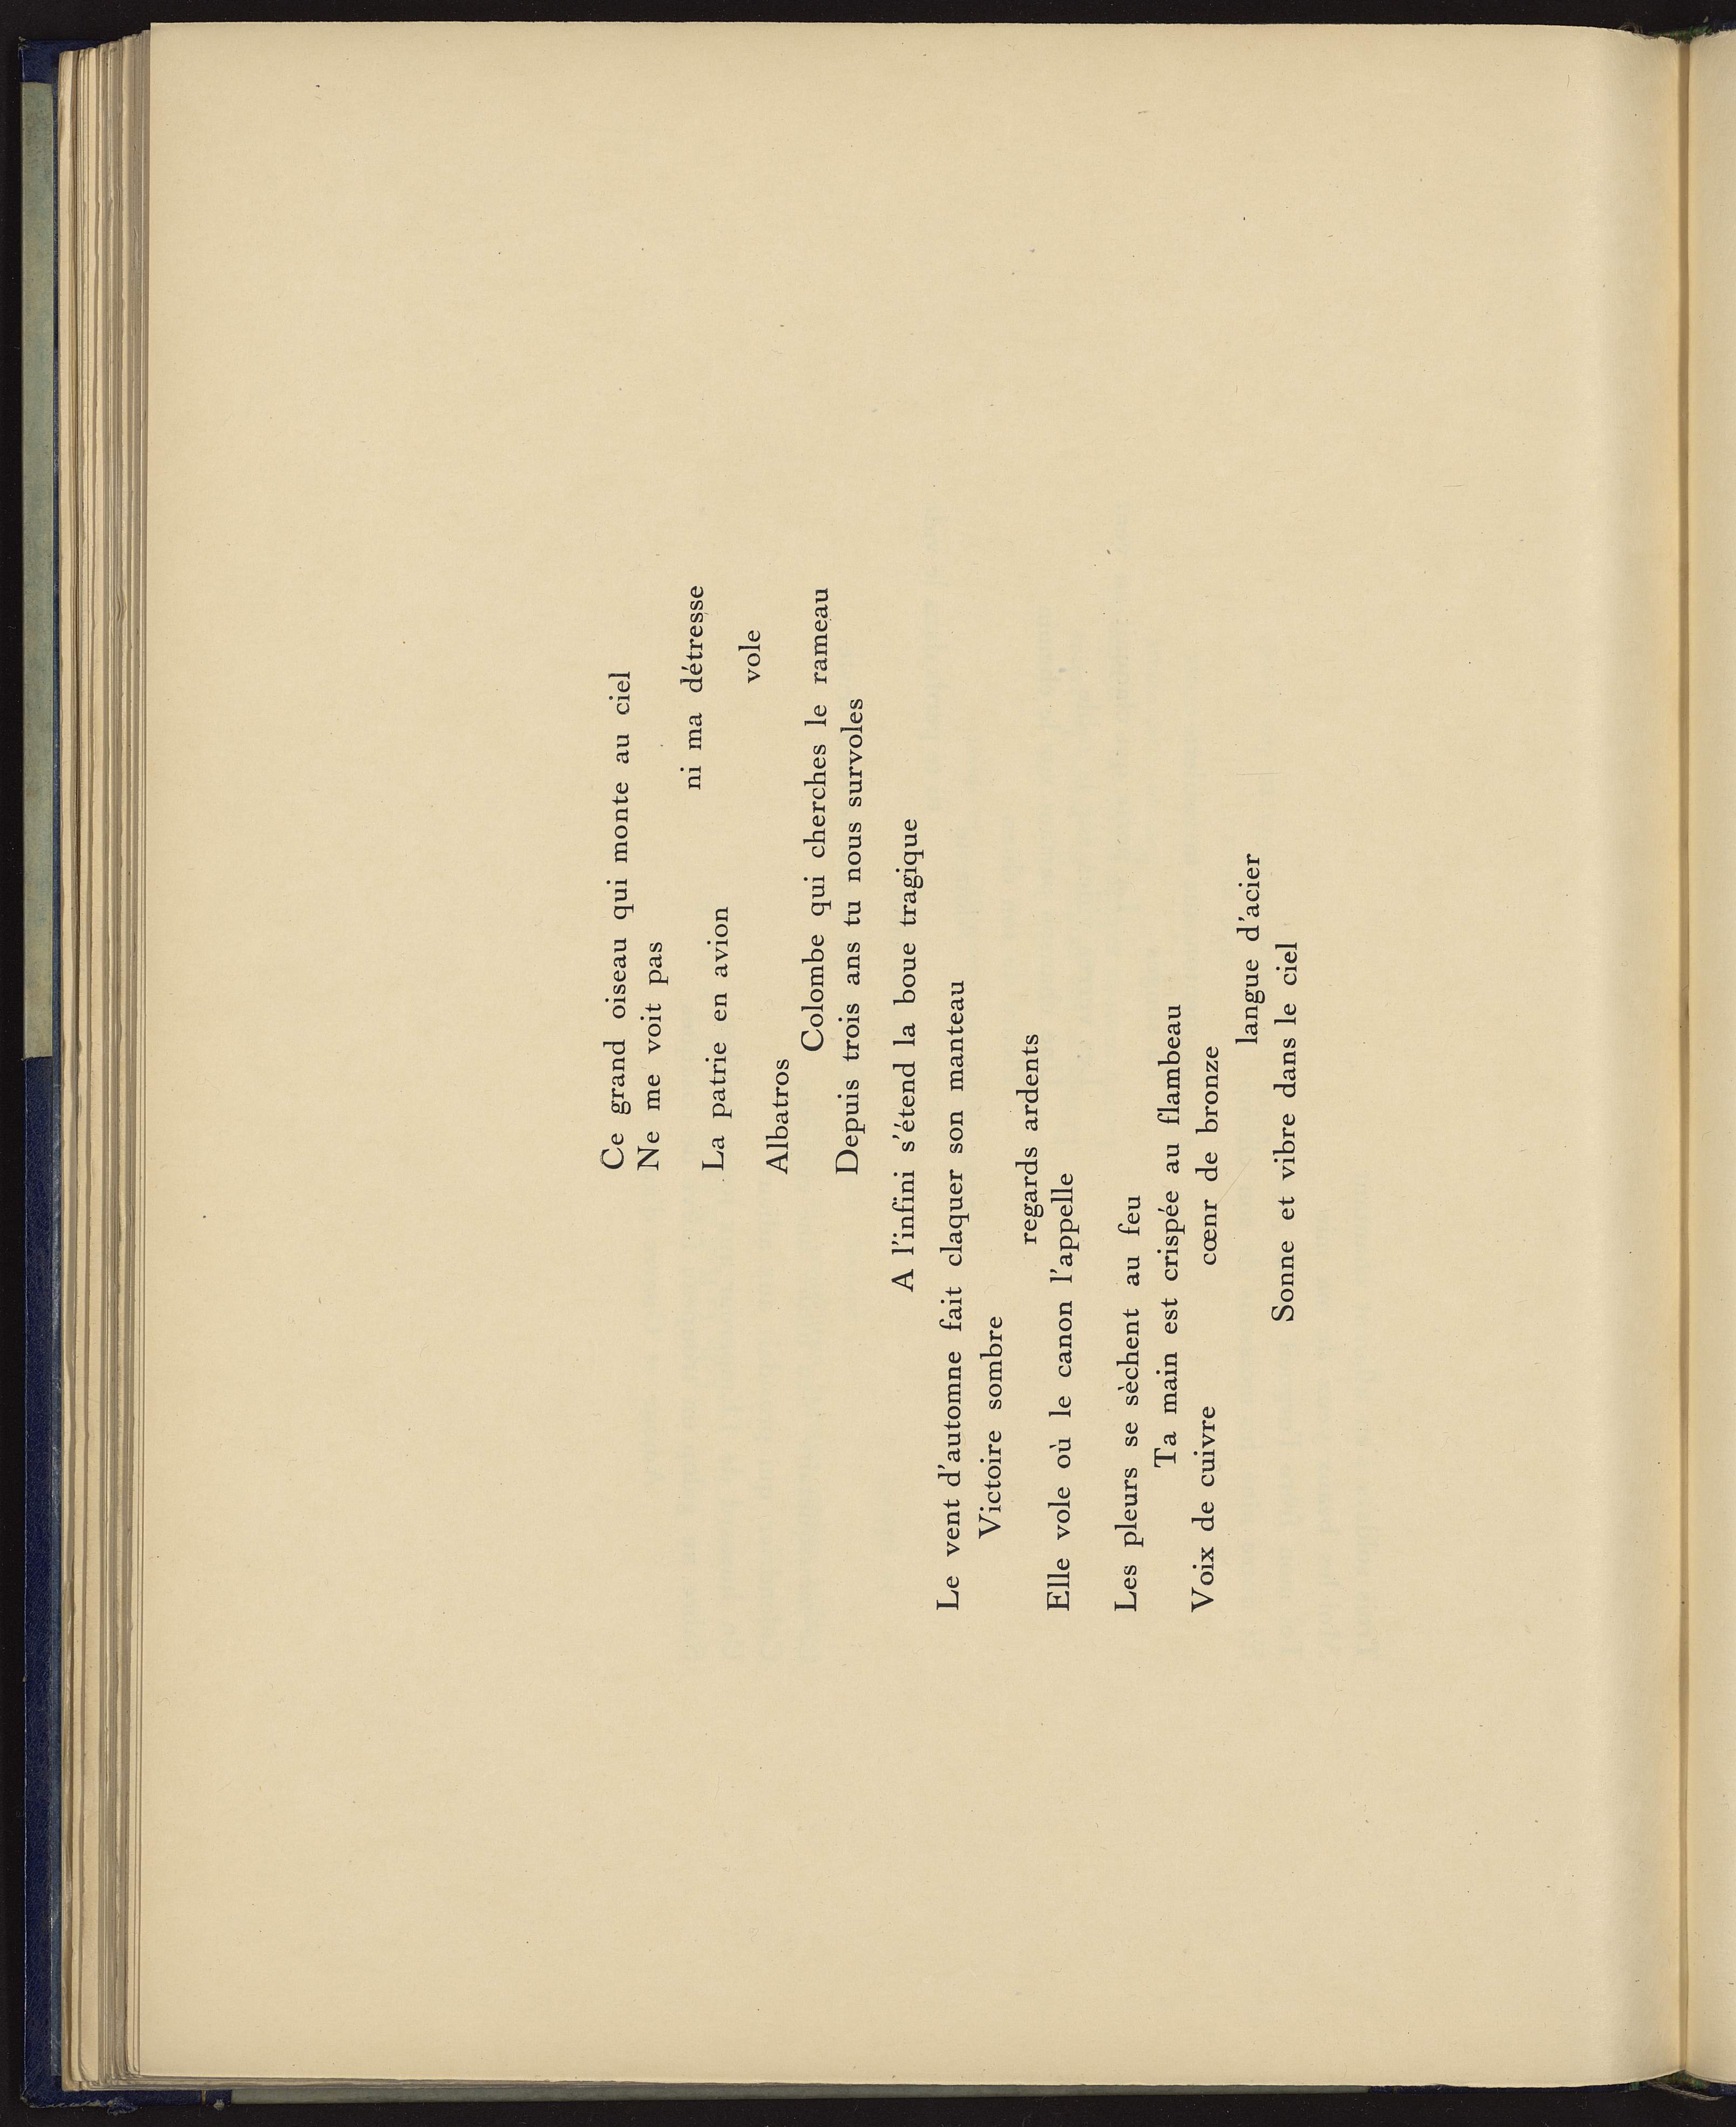 Ce grand oiseau qui monte au ciel
Ne me voit pas
ni ma détresse
La patrie en avion
vole
Albatros
Colombe qui cherches le rameau
Depuis trois ans tu nous survoles
A l'infini s'étend la boue tragique
Le vent d'automne fait claquer son manteau
Victoire sombre
regards ardents
Elle vole où le canon l'appelle
Les pleurs se sèchent au feu
Ta main est crispée au flambeau
Voix de cuivre cœnr de bronze
langue d'acier
Sonne et vibre dans le ciel